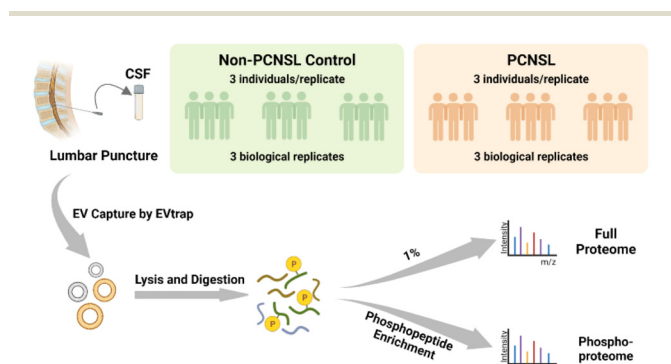 Non-PCNSL Control
3 individuals/replicate
3 biological replicates
PCNSL
3 individuals/replicate
3 biological replicates
CSF
Lumbar Puncture
EV Capture by EVtrap
Lysis and Digestion
P
P
P
1%
Phosphopeptide
Enrichment
Intensity
m/z
Full
Proteome
Intensity
Phospho-
proteome